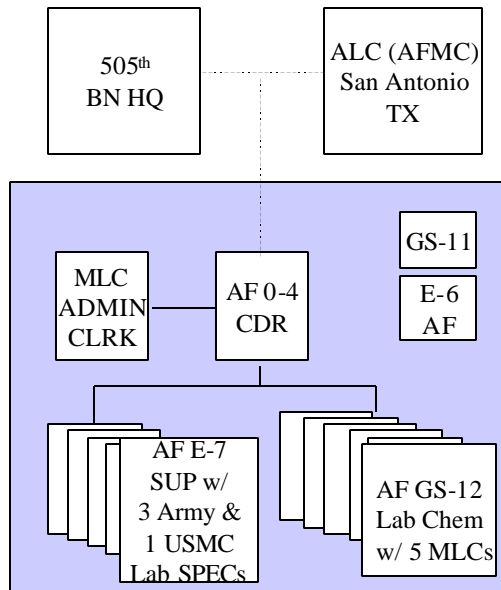 505th
BN HQ
ALC (AFMC)
San Antonio
TX
GS-11
MLC
ADMIN
CLRK
AF 0-4
CDR
E-6
AF
AF E-7
SUP w/
3 Army &
1 USMC
Lab SPECs
AF GS-12
Lab Chem
w/ 5 MLCs